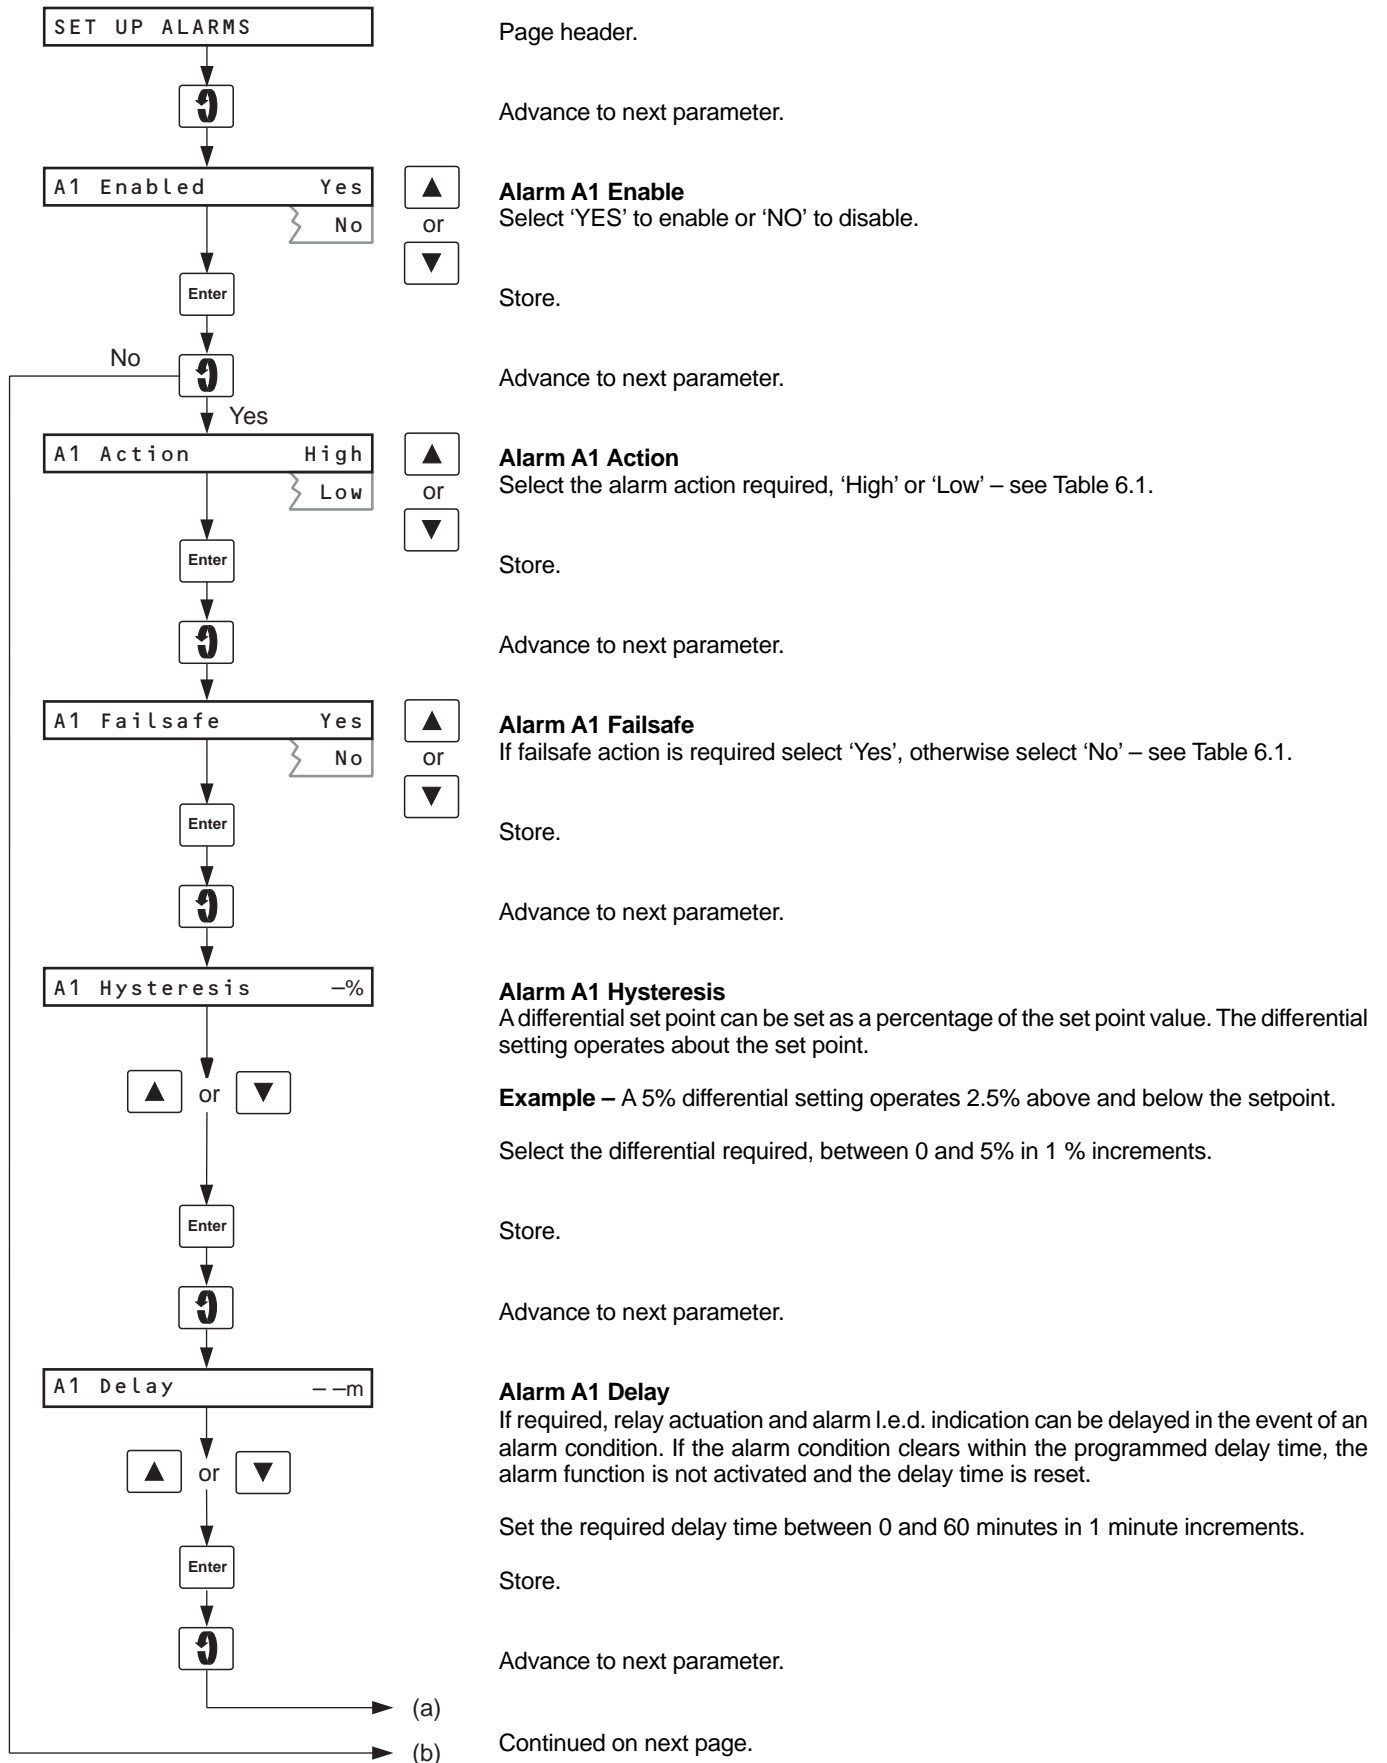 SET UP ALARMS
Page header.
Advance to next parameter.
A1 Enabled Yes
No
or
Alarm A1 Enable
Select ‘YES’ to enable or ‘NO’ to disable.
Enter
Store.
No
Advance to next parameter.
Yes
A1 Action High
Low
or
Alarm A1 Action
Select the alarm action required, ‘High’ or ‘Low’ – see Table 6.1.
Enter
Store.
Advance to next parameter.
A1 Failsafe Yes
No
or
Alarm A1 Failsafe
If failsafe action is required select ‘Yes’, otherwise select ‘No’ – see Table 6.1.
Enter
Store.
Advance to next parameter.
A1 Hysteresis –%
Alarm A1 Hysteresis
A differential set point can be set as a percentage of the set point value. The differential
setting operates about the set point.
or
Example – A 5% differential setting operates 2.5% above and below the setpoint.
Select the differential required, between 0 and 5% in 1 % increments.
Enter
Store.
Advance to next parameter.
A1 Delay – –m
Alarm A1 Delay
If required, relay actuation and alarm l.e.d. indication can be delayed in the event of an
alarm condition. If the alarm condition clears within the programmed delay time, the
alarm function is not activated and the delay time is reset.
or
Set the required delay time between 0 and 60 minutes in 1 minute increments.
Enter
Store.
Advance to next parameter.
(a)
Continued on next page.
(b)